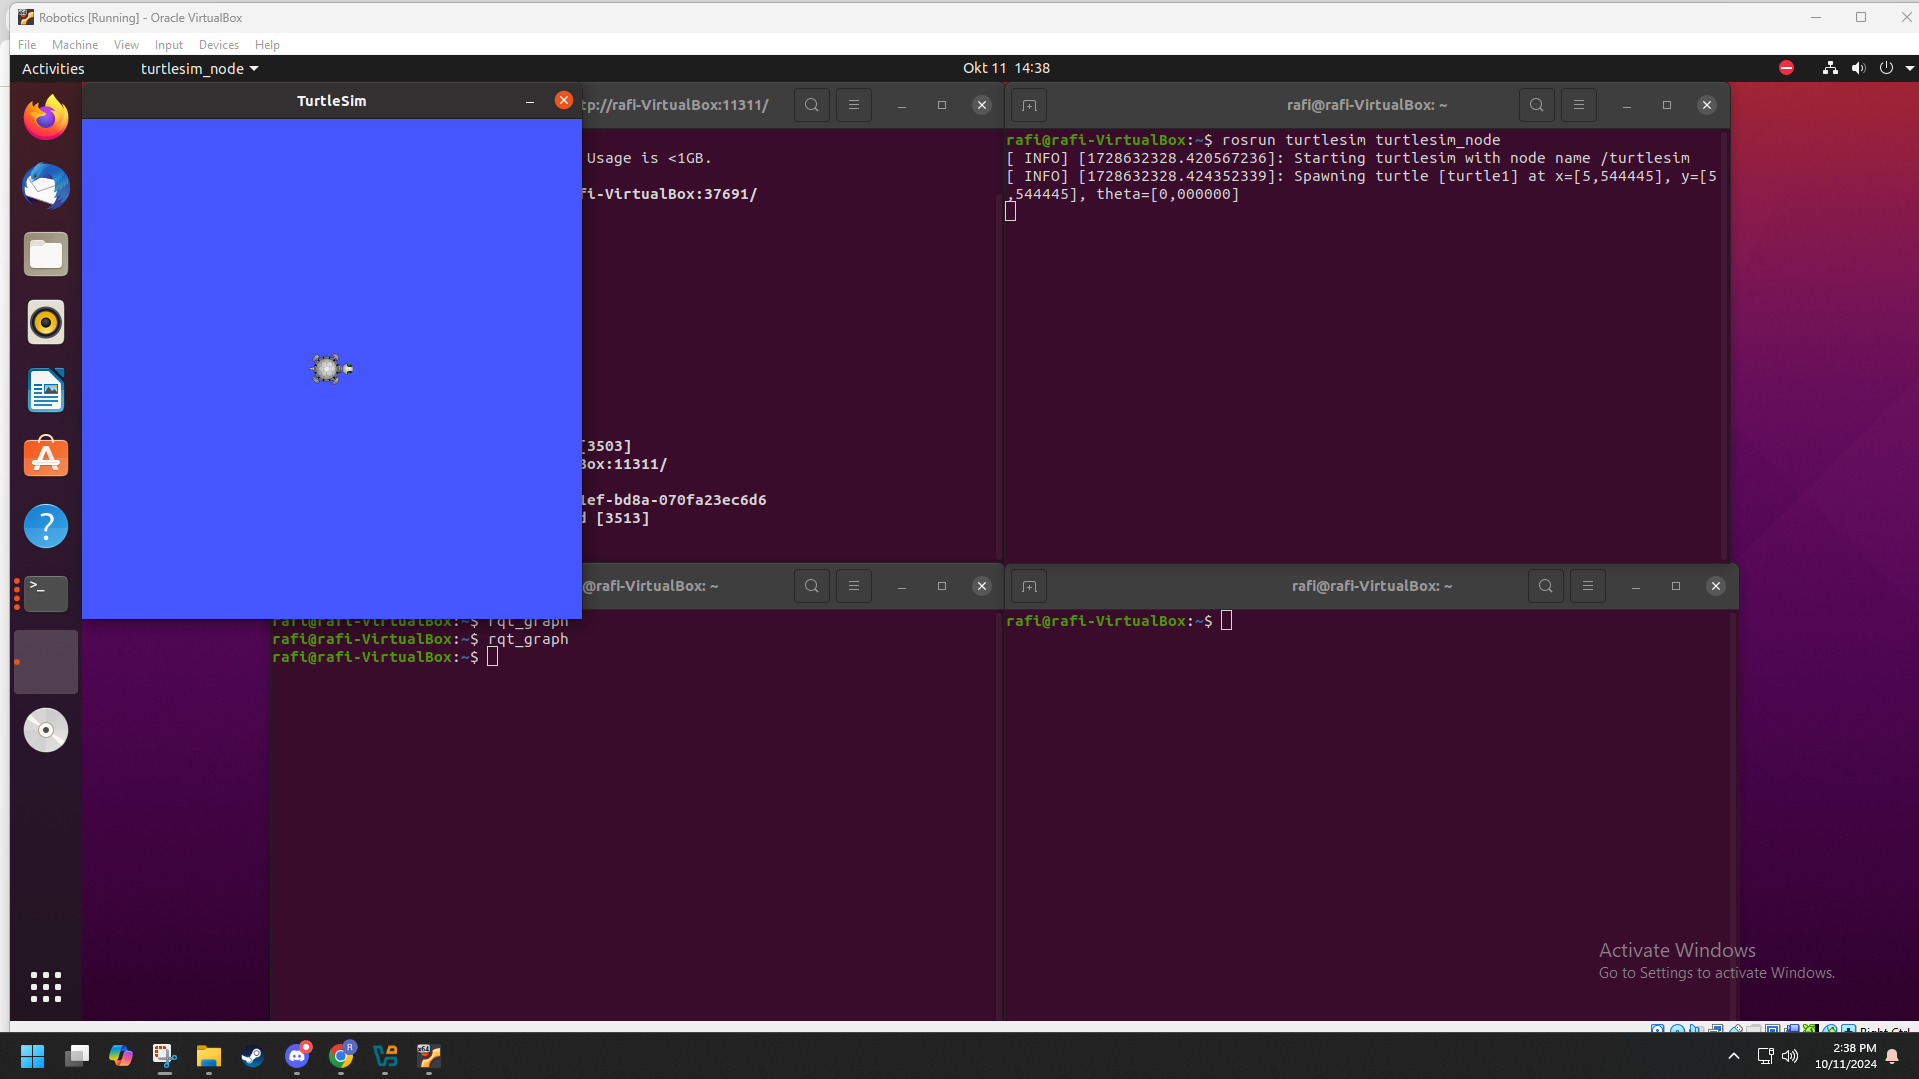 Robotics [Running] - Oracle VirtualBox
File Machine View Input Devices Help
Activities turtlesim_node Okt 11 14:38
TurtleSim
tp://rafi-VirtualBox:11311/
Usage is <1GB.
fi-VirtualBox:37691/
[3503]
Box:11311/
1ef-bd8a-070fa23ec6d6
d [3513]
rafi@rafi-VirtualBox: ~
rafi@rafi-VirtualBox:~$ rosrun turtlesim turtlesim_node
[ INFO] [1728632328.420567236]: Starting turtlesim with node name /turtlesim
[ INFO] [1728632328.424352339]: Spawning turtle [turtle1] at x=[5,544445], y=[5
,544445], theta=[0,000000]
@rafi-VirtualBox: ~
rafi@rafi-VirtualBox:~$ rqt_graph
rafi@rafi-VirtualBox:~$ rqt_graph
rafi@rafi-VirtualBox:~$
rafi@rafi-VirtualBox: ~
rafi@rafi-VirtualBox:~$
Activate Windows
Go to Settings to activate Windows.
Right Ctrl
2:38 PM
10/11/2024